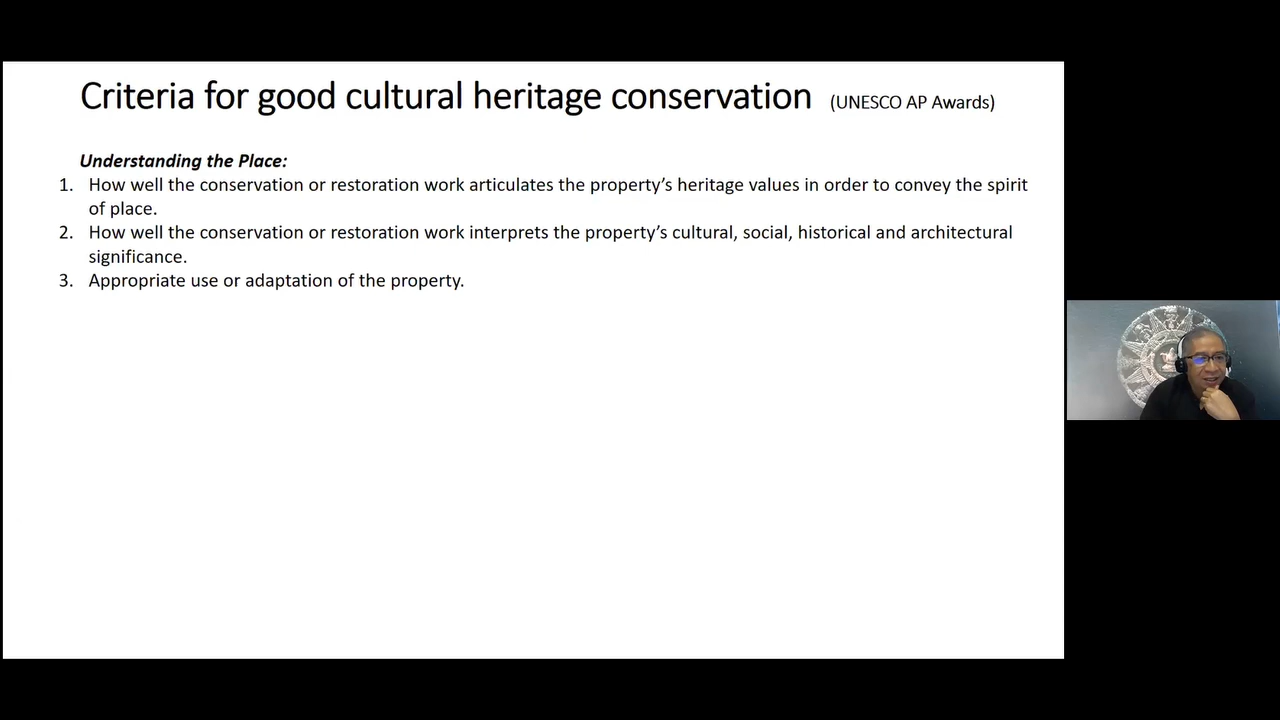 Criteria for good cultural heritage conservation (UNESCO AP Awards)
Understanding the Place:
1. How well the conservation or restoration work articulates the property’s heritage values in order to convey the spirit
of place.
2. How well the conservation or restoration work interprets the property’s cultural, social, historical and architectural
significance.
3. Appropriate use or adaptation of the property.